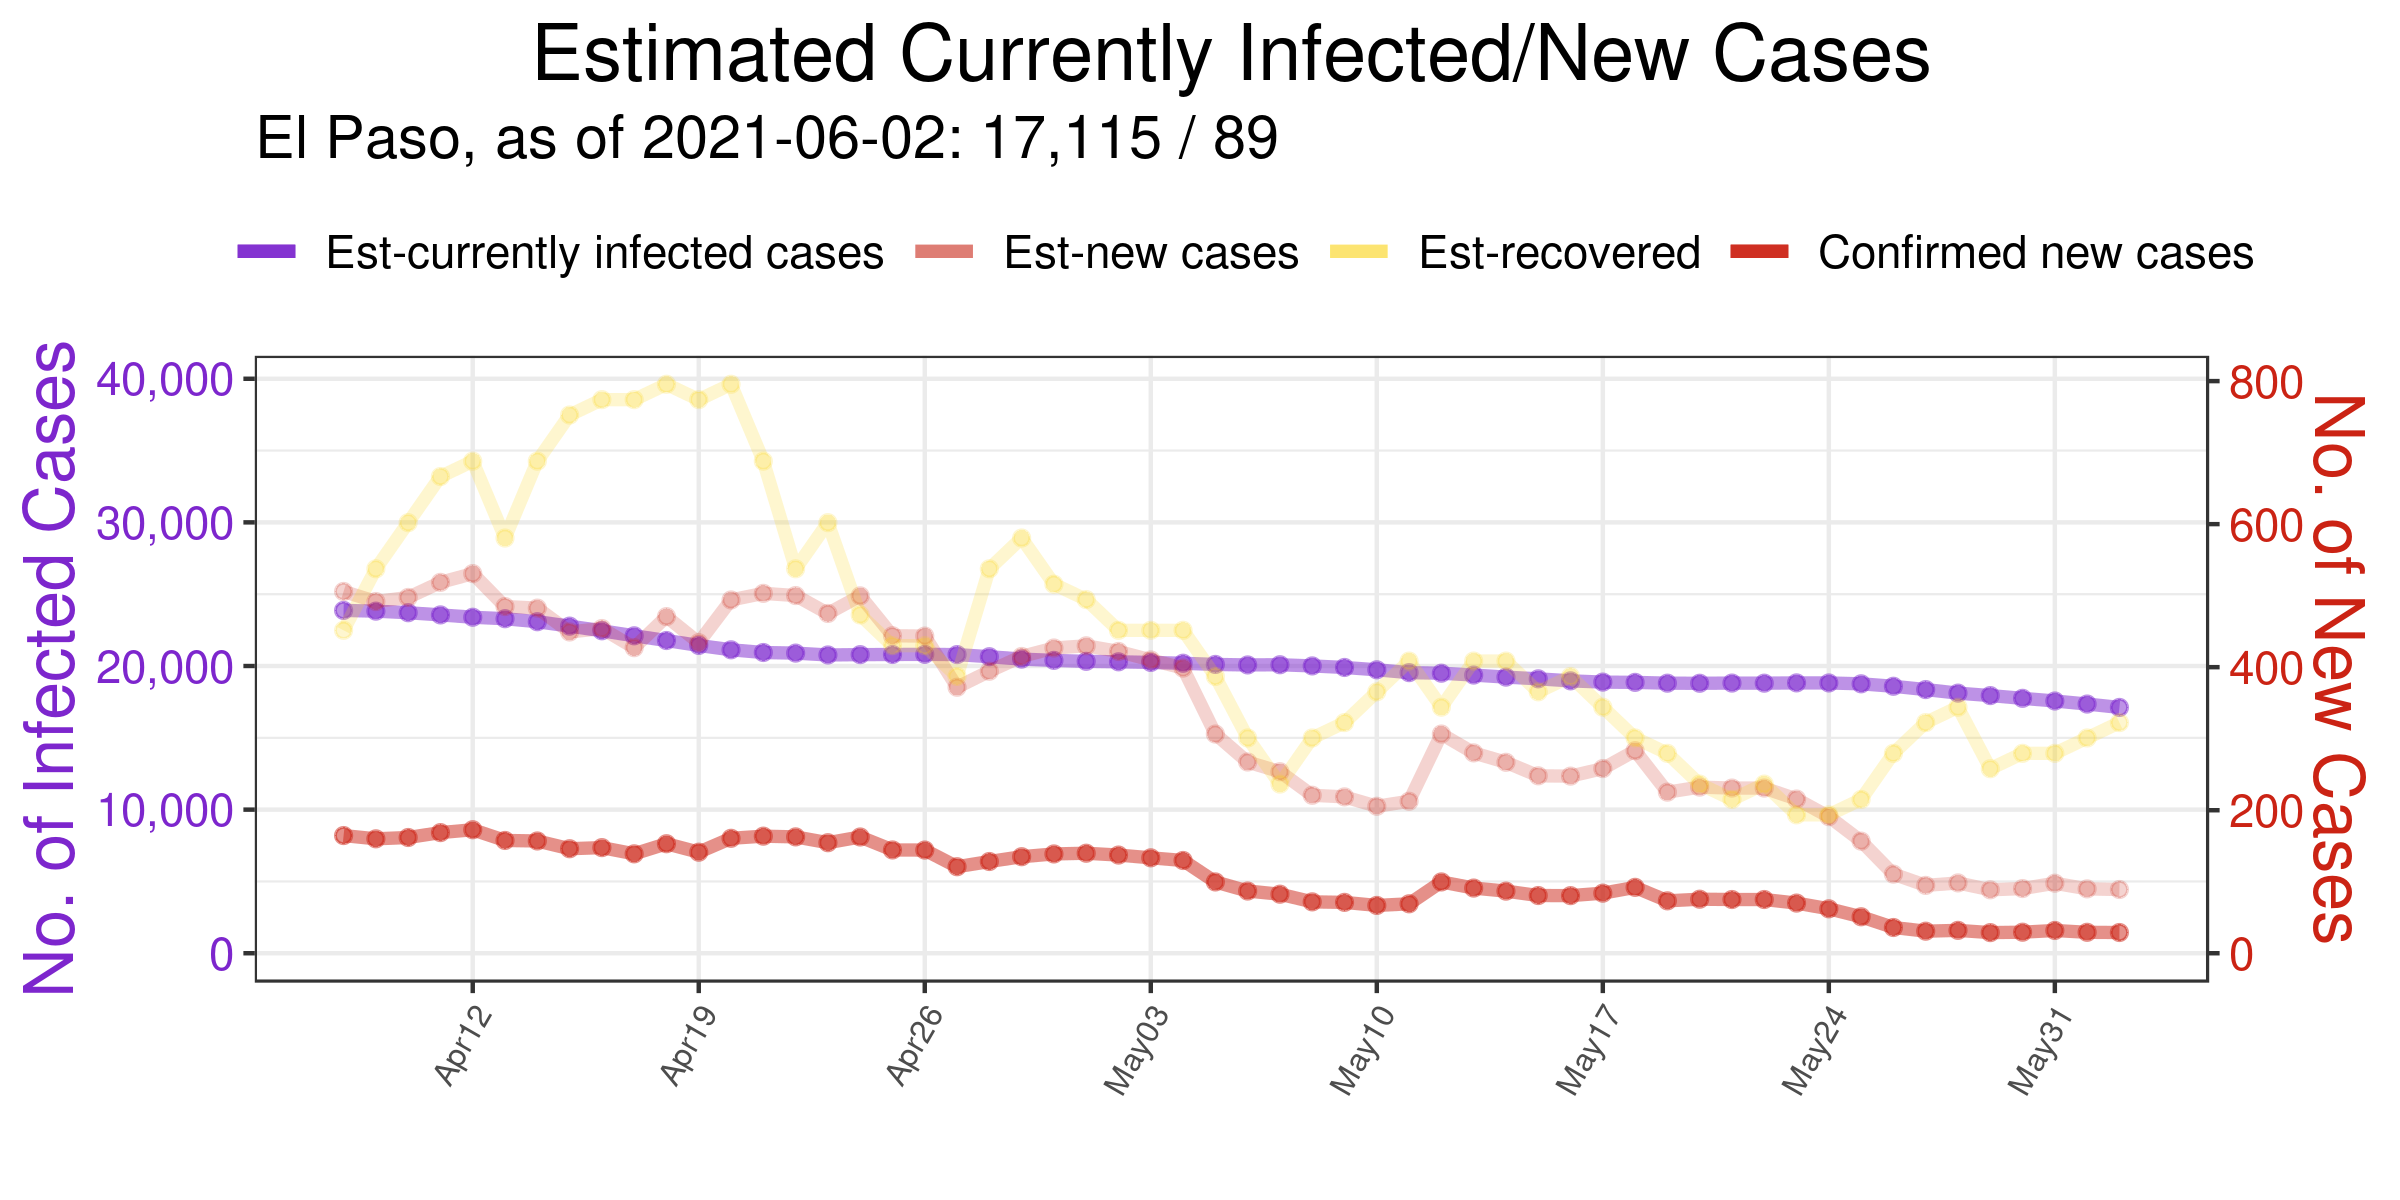 Estimated Currently Infected/New Cases
El Paso, as of 2021-06-02: 17,115 / 89
Est-currently infected cases Est-new cases Est-recovered Confirmed new cases
No. of Infected Cases
40,000
30,000
20,000
10,000
0
800
600
400
200
0
No. of New Cases
Apr12 Apr19 Apr26 May03 May10 May17 May24 May31